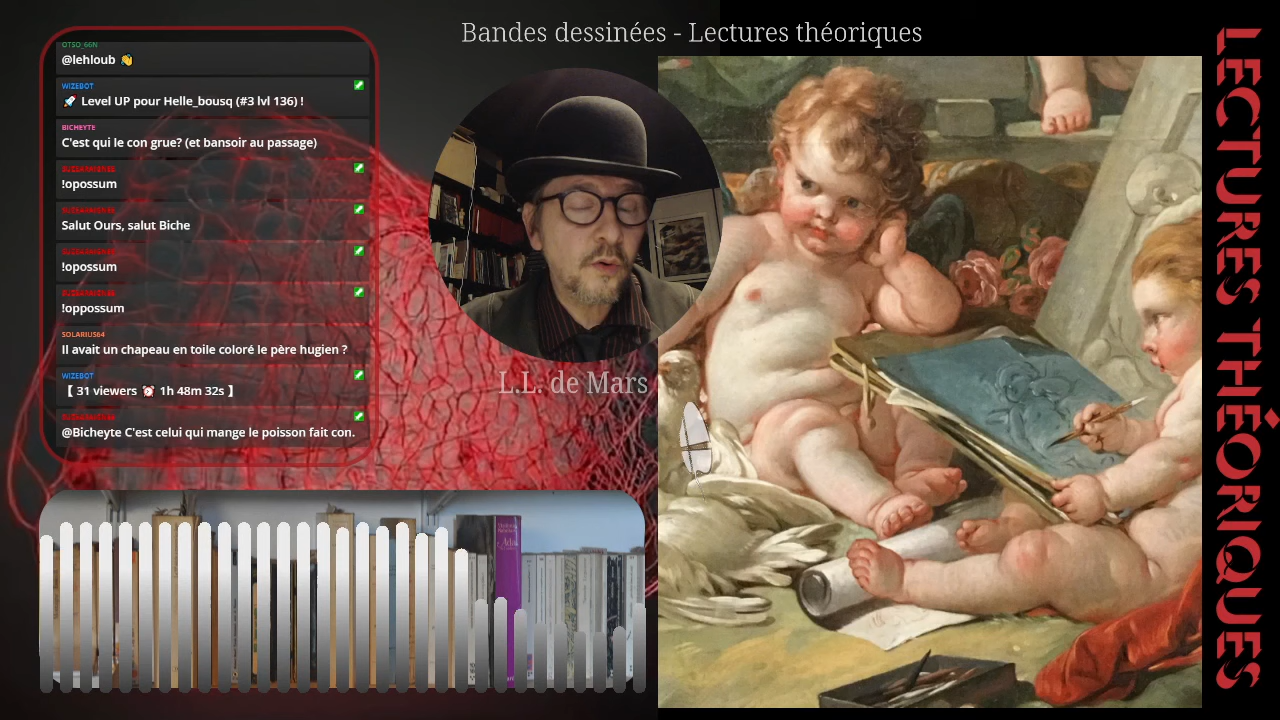 Bandes dessinées - Lectures théoriques
OTSO_66N
@lehloub 👏
WIZEBOT
🚀 Level UP pour Helle_bousq (#3 lvl 136) !
BICHEYTE
C'est qui le con grue? (et bansoir au passage)
!opossum
Salut Ours, salut Biche
!opossum
!oppossum
SOLARIUS64
Il avait un chapeau en toile coloré le père hugien ?
WIZEBOT
【 31 viewers ⏰ 1h 48m 32s 】
@Bicheyte C'est celui qui mange le poisson fait con.
L.L. de Mars
LECTURES THÉORIQUES